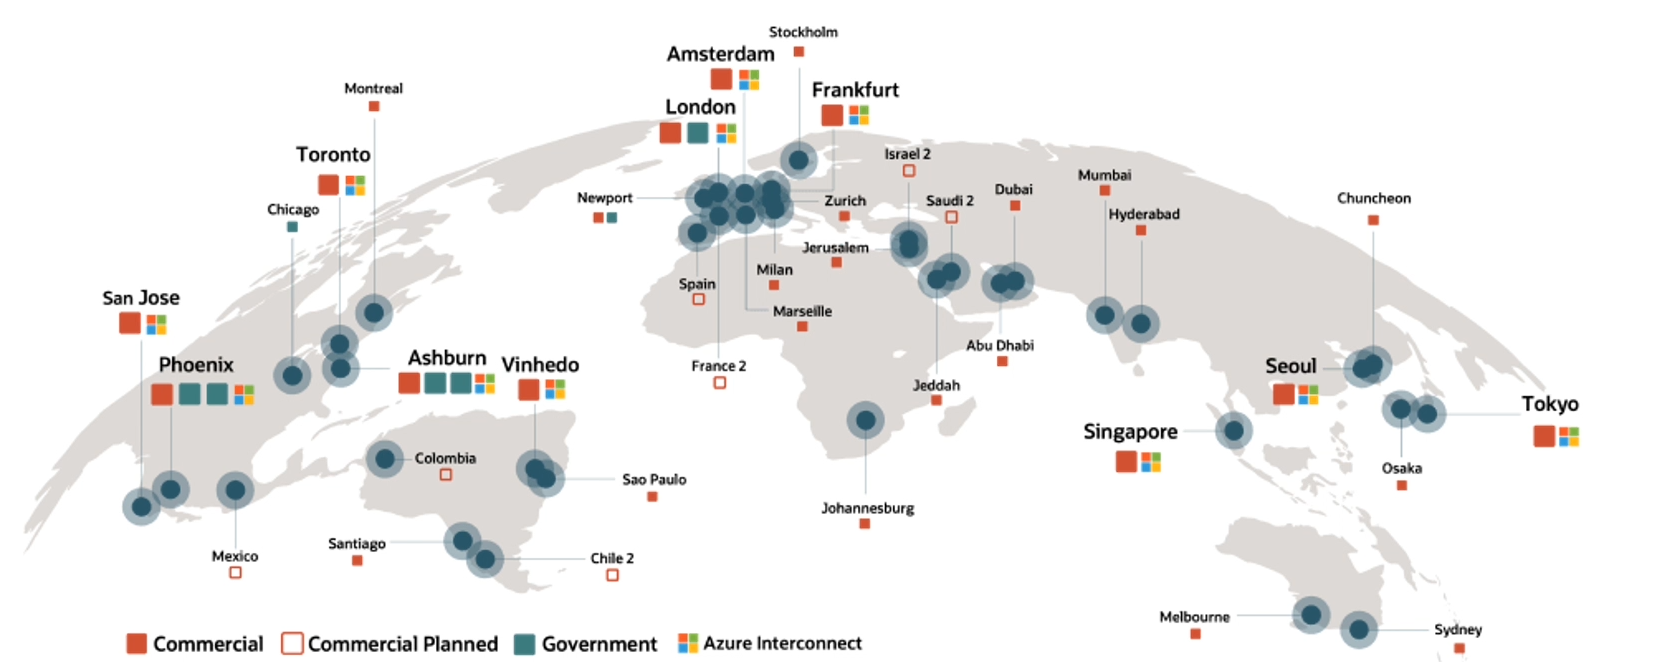 Stockholm
Amsterdam
Frankfurt
Montreal
London
Toronto
Israel 2
Mumbai
Dubai
Newport
Zurich
Saudi 2
Chuncheon
Chicago
Hyderabad
Jerusalem
Milan
Spain
San Jose
Marseille
Abu Dhabi
Phoenix
Ashburn
Vinhedo
France 2
Seoul
Jeddah
Tokyo
Singapore
Colombia
Osaka
Sao Paulo
Johannesburg
Santiago
Mexico
Chile 2
Melbourne
Sydney
Commercial
Commercial Planned
Government
Azure Interconnect